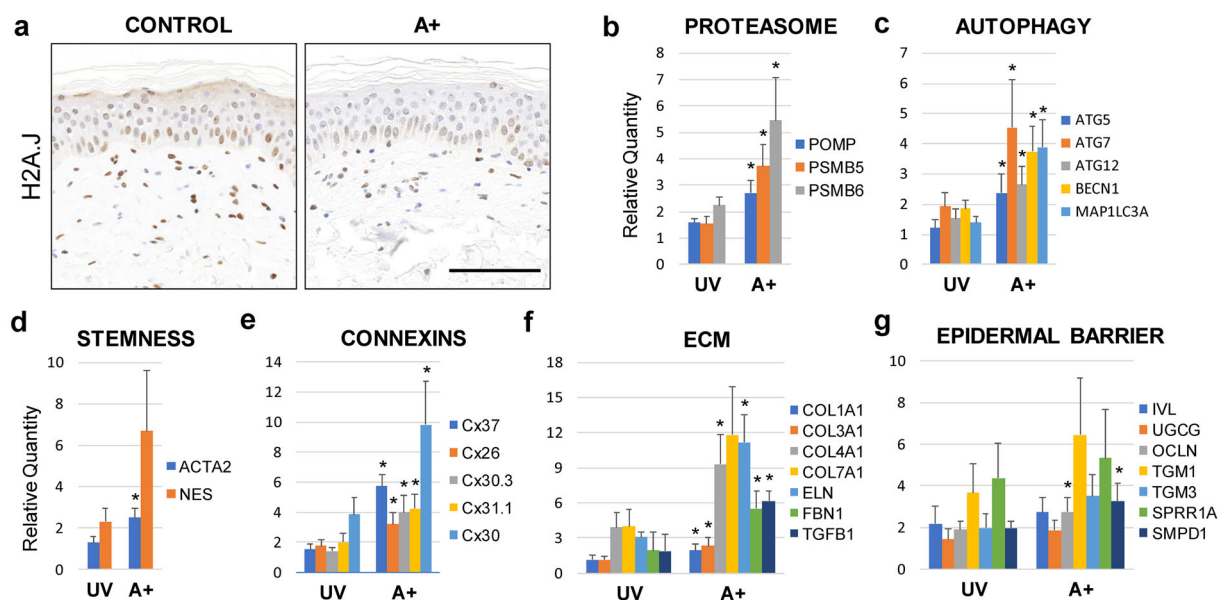 a
CONTROL
A+
H2A.J
b
PROTEASOME
Relative Quantity
8
7
6
5
4
3
2
1
0
*
*
*
UV
A+
POMP
PSMB5
PSMB6
c
AUTOPHAGY
7
6
5
4
3
2
1
0
*
*
*
*
*
UV
A+
ATG5
ATG7
ATG12
BECN1
MAP1LC3A
d
STEMNESS
Relative Quantity
10
8
6
4
2
0
*
UV
A+
ACTA2
NES
e
CONNEXINS
14
12
10
8
6
4
2
0
*
*
*
*
*
UV
A+
Cx37
Cx26
Cx30.3
Cx31.1
Cx30
f
ECM
18
15
12
9
6
3
0
*
*
*
*
*
*
UV
A+
COL1A1
COL3A1
COL4A1
COL7A1
ELN
FBN1
TGFB1
g
EPIDERMAL BARRIER
10
8
6
4
2
0
*
*
UV
A+
IVL
UGCG
OCLN
TGM1
TGM3
SPRR1A
SMPD1